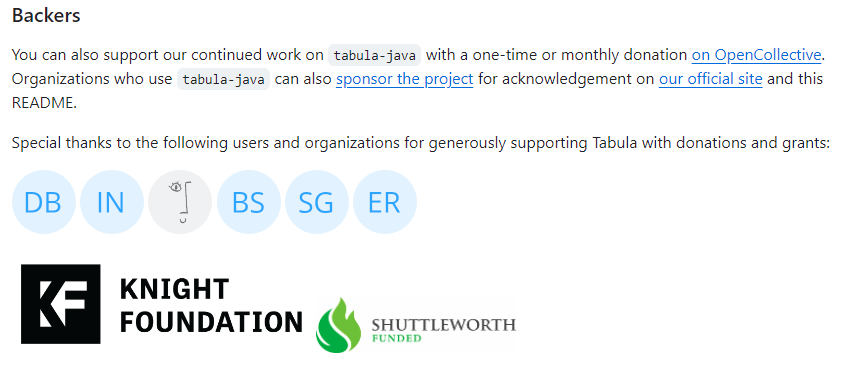 Backers
You can also support our continued work on tabula-java with a one-time or monthly donation on OpenCollective.
Organizations who use tabula-java can also sponsor the project for acknowledgement on our official site and this
README.
Special thanks to the following users and organizations for generously supporting Tabula with donations and grants:
DB IN BS SG ER
KF KNIGHT
FOUNDATION
SHUTTLEWORTH
FUNDED